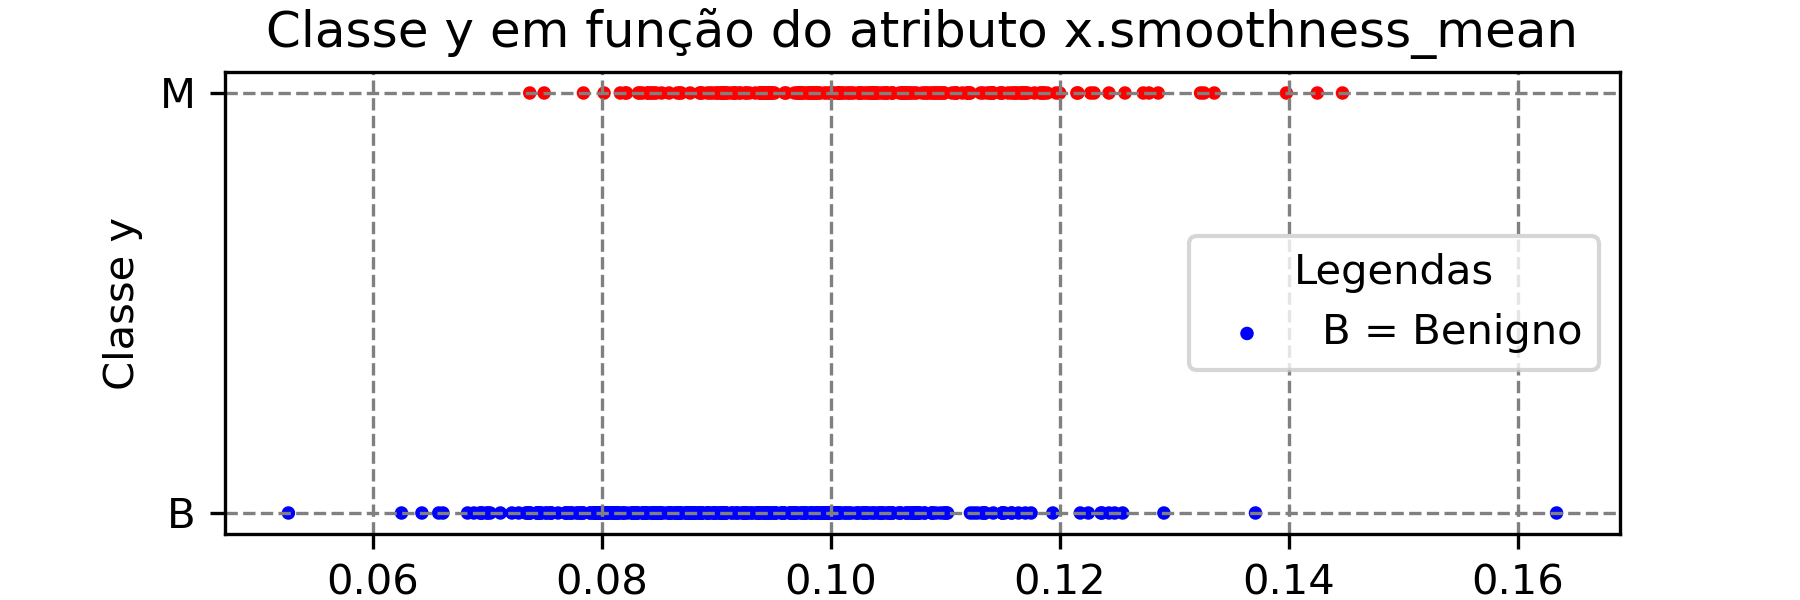 Classe y em função do atributo x.smoothness_mean
M
Classe y
Legendas
B = Benigno
B
0.06 0.08 0.10 0.12 0.14 0.16